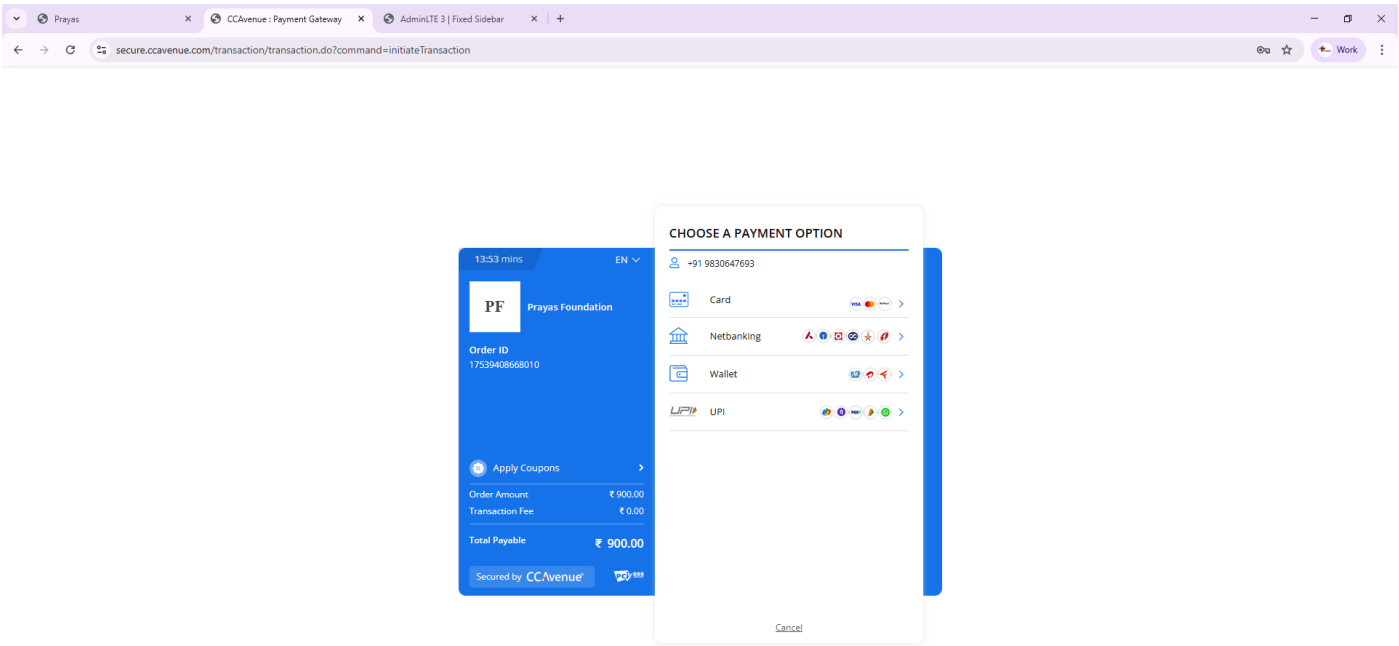 Prayas
CCAvenue : Payment Gateway
AdminLTE 3 | Fixed Sidebar
secure.ccavenue.com/transaction/transaction.do?command=initiateTransaction
Work
13:53 mins
EN
PF
Prayas Foundation
Order ID
17539408668010
Apply Coupons
Order Amount ₹ 900.00
Transaction Fee ₹ 0.00
Total Payable ₹ 900.00
Secured by CCAvenue
CHOOSE A PAYMENT OPTION
+91 9830647693
Card VISA
Netbanking
Wallet
UPI UPI
Cancel